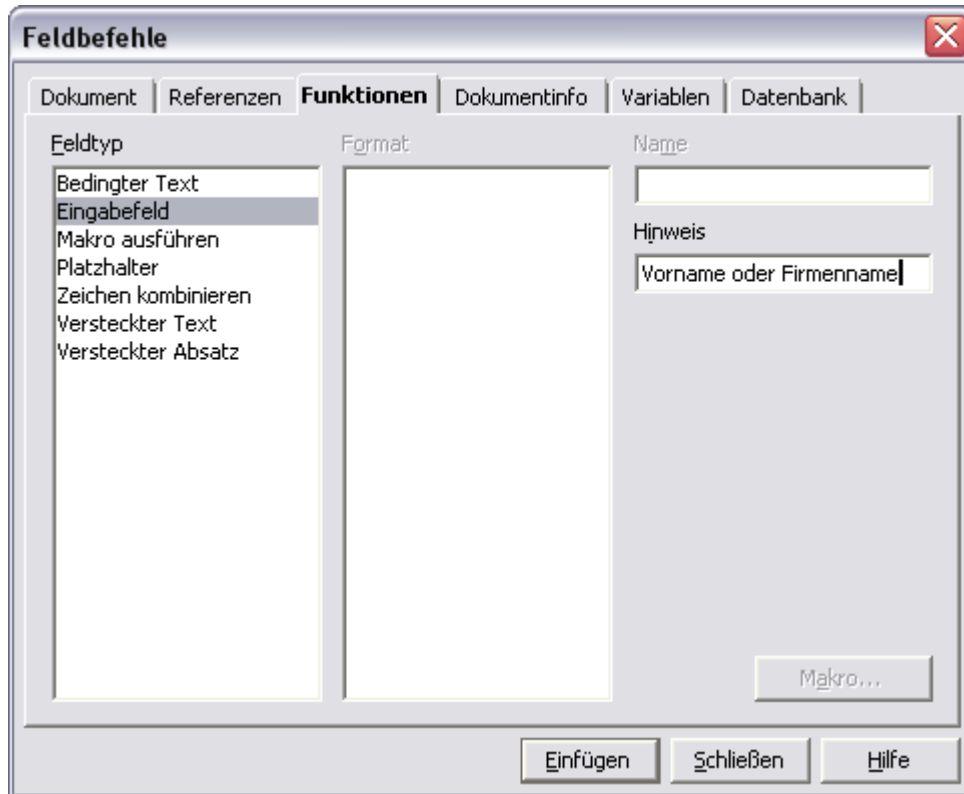 Feldbefehle
Dokument Referenzen Funktionen Dokumentinfo Variablen Datenbank
Feldtyp Format Name
Bedingter Text
Eingabefeld
Hinweis
Makro ausführen
Platzhalter
Vorname oder Firmenname
Zeichen kombinieren
Versteckter Text
Versteckter Absatz
Makro...
Einfügen Schließen Hilfe